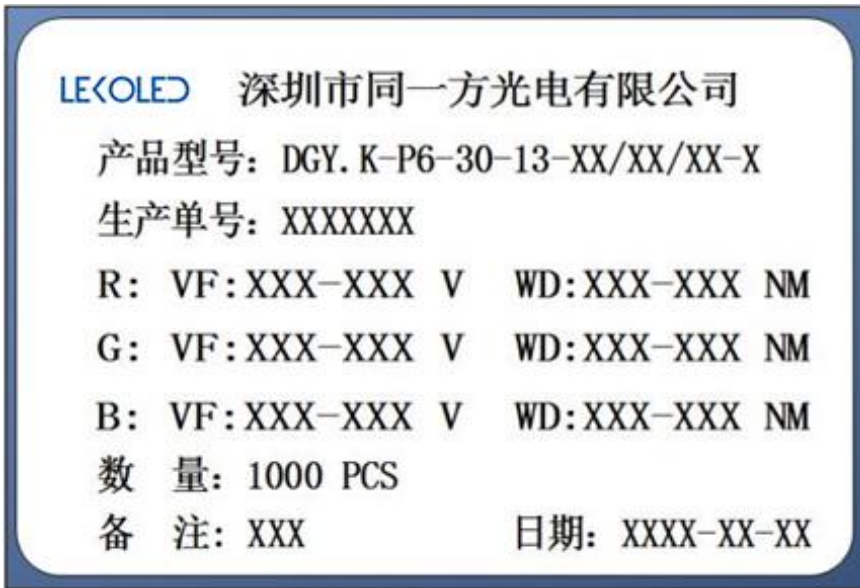 LEKOLED 深圳市同一方光电有限公司
产品型号：DGY.K-P6-30-13-XX/XX/XX-X
生产单号：XXXXXXX
R: VF:XXX-XXX V WD:XXX-XXX NM
G: VF:XXX-XXX V WD:XXX-XXX NM
B: VF:XXX-XXX V WD:XXX-XXX NM
数 量：1000 PCS
备 注：XXX 日期：XXXX-XX-XX